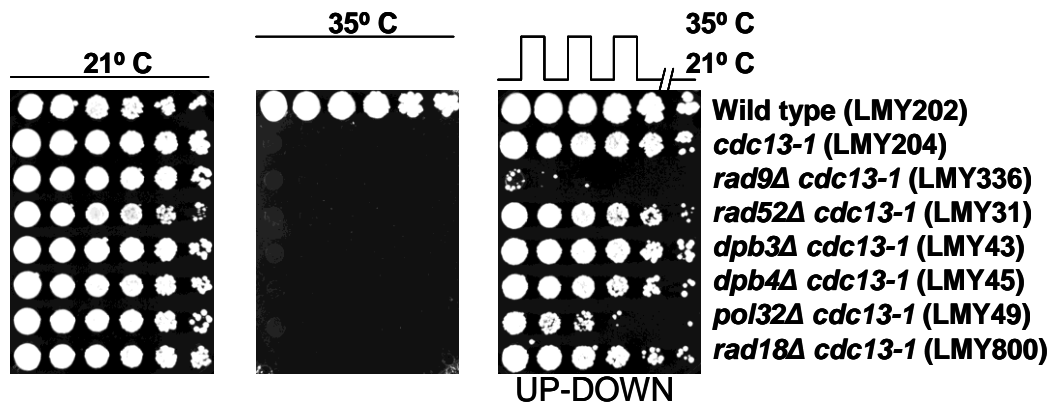 35º C
35º C
21º C
21º C
Wild type (LMY202)
cdc13-1 (LMY204)
rad9Δ cdc13-1 (LMY336)
rad52Δ cdc13-1 (LMY31)
dpb3Δ cdc13-1 (LMY43)
dpb4Δ cdc13-1 (LMY45)
pol32Δ cdc13-1 (LMY49)
rad18Δ cdc13-1 (LMY800)
UP-DOWN